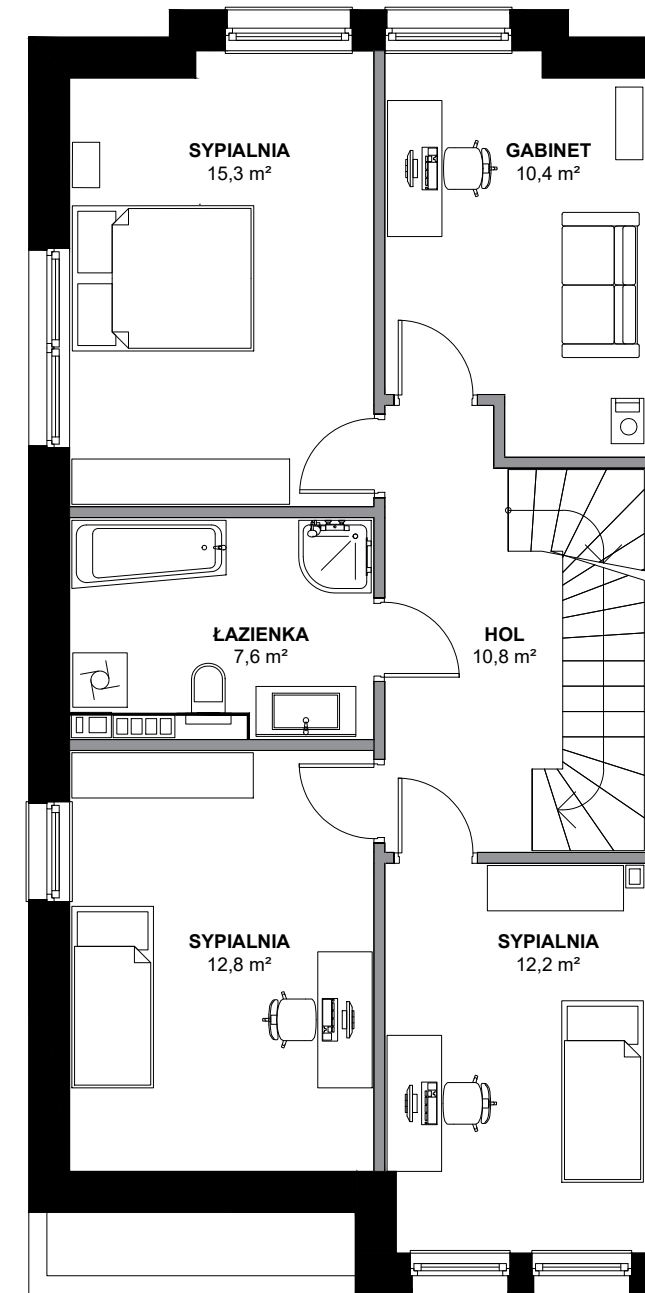 SYPIALNIA
15,3 m²
GABINET
10,4 m²
ŁAZIENKA
7,6 m²
HOL
10,8 m²
SYPIALNIA
12,8 m²
SYPIALNIA
12,2 m²